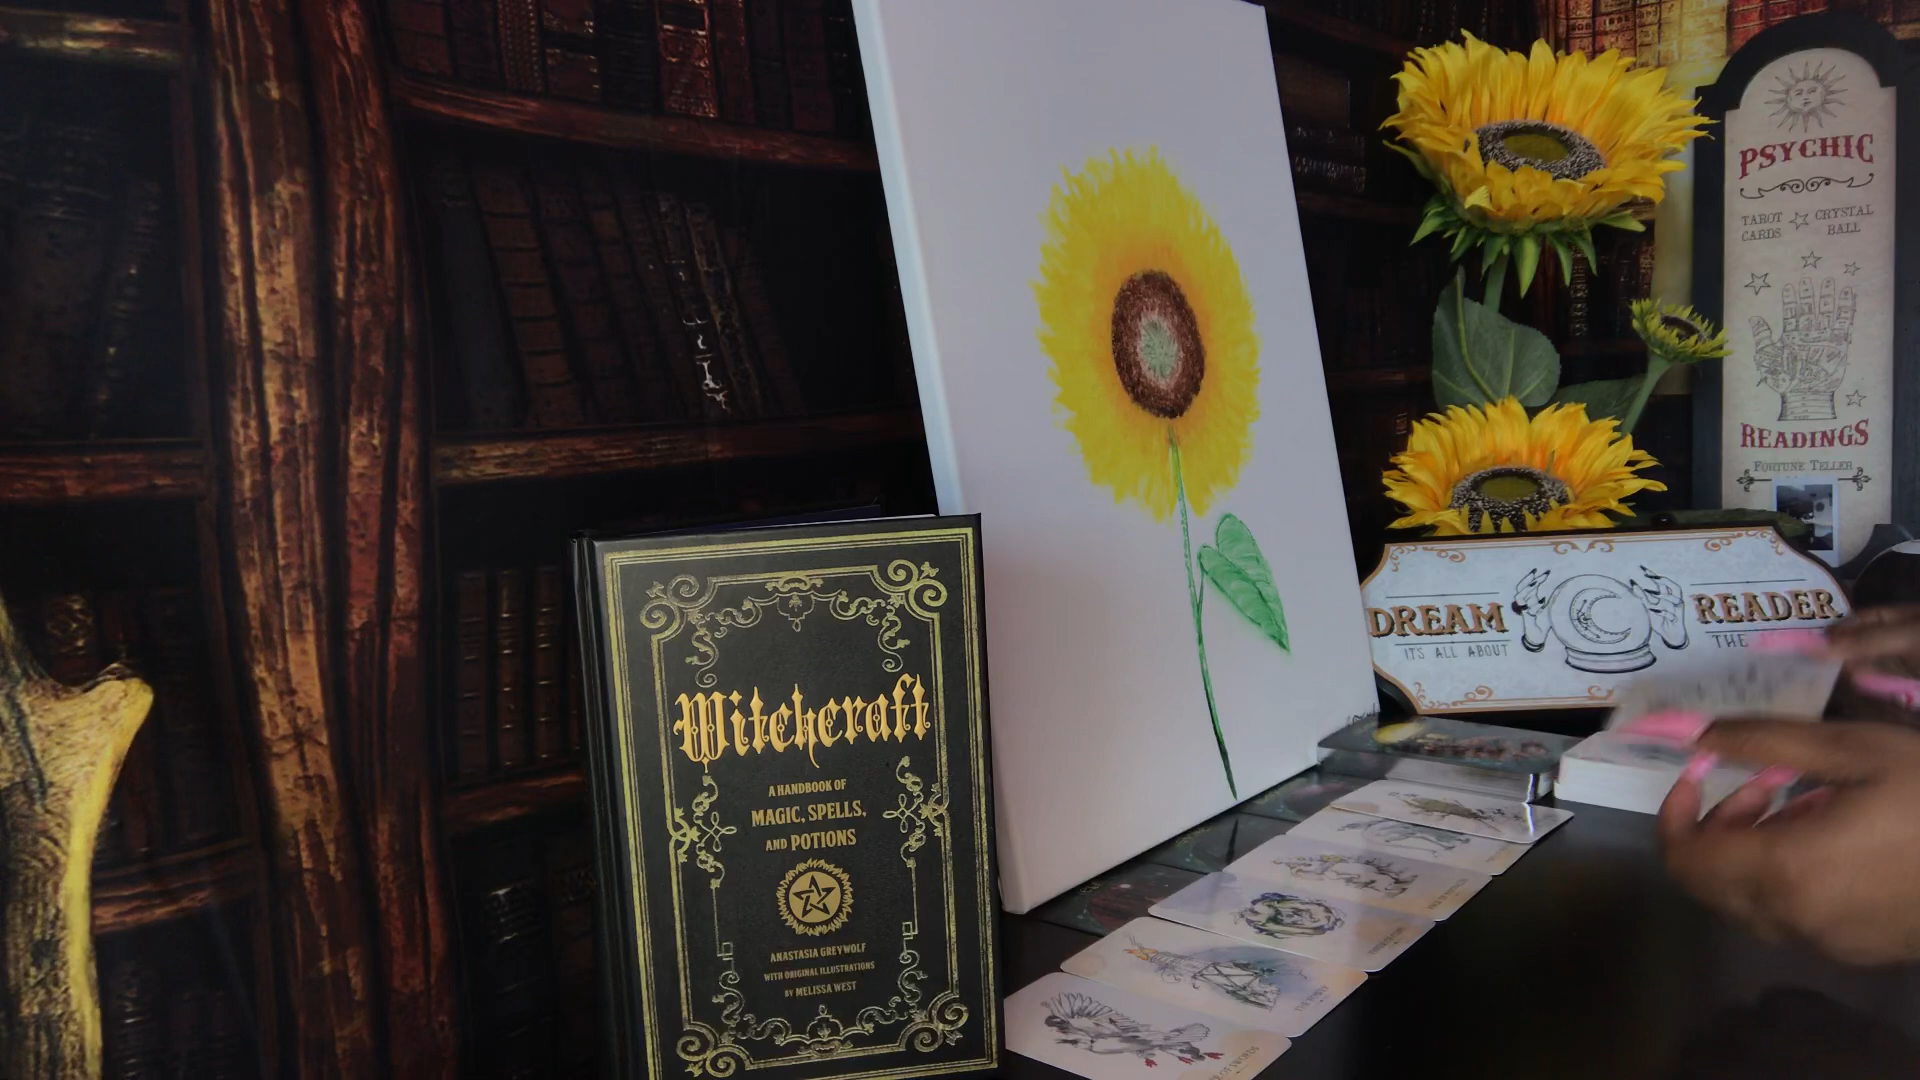 Witchcraft
A HANDBOOK OF
MAGIC, SPELLS,
AND POTIONS
ANASTASIA GREYWOLF
WITH ORIGINAL ILLUSTRATIONS
BY MELISSA WEST
PSYCHIC
TAROT CARDS
CRYSTAL BALL
READINGS
FORTUNE TELLER
DREAM READER
IT'S ALL ABOUT THE